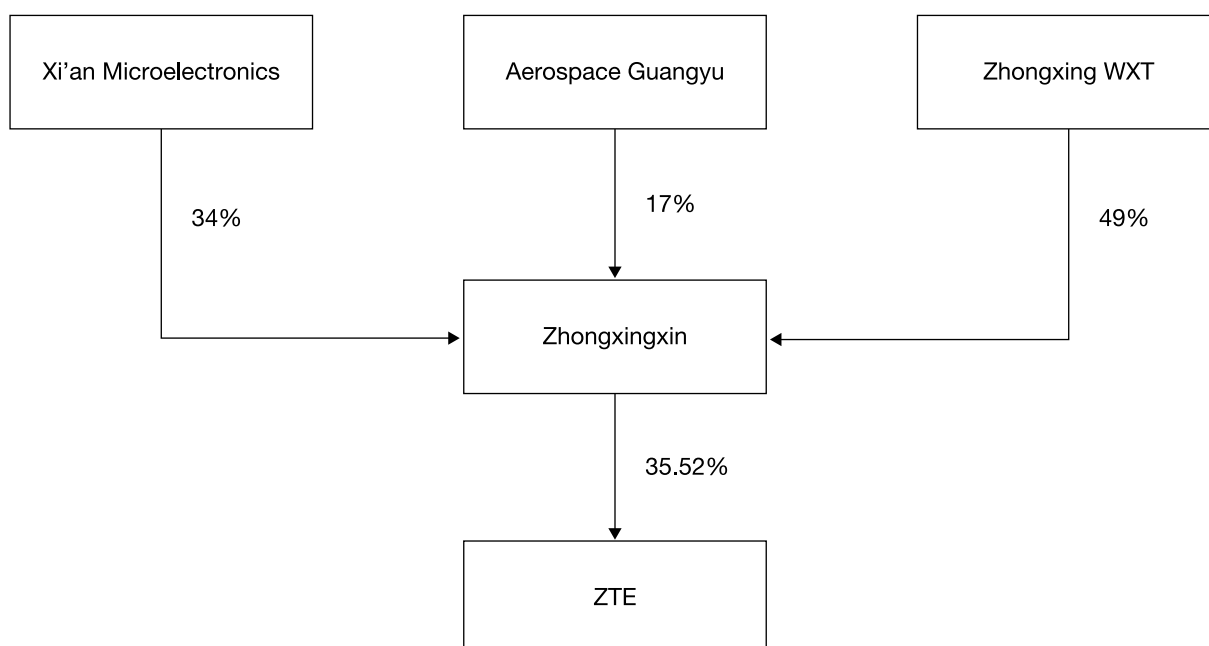 Xi’an Microelectronics
Aerospace Guangyu
Zhongxing WXT
34%
17%
49%
Zhongxingxin
35.52%
ZTE